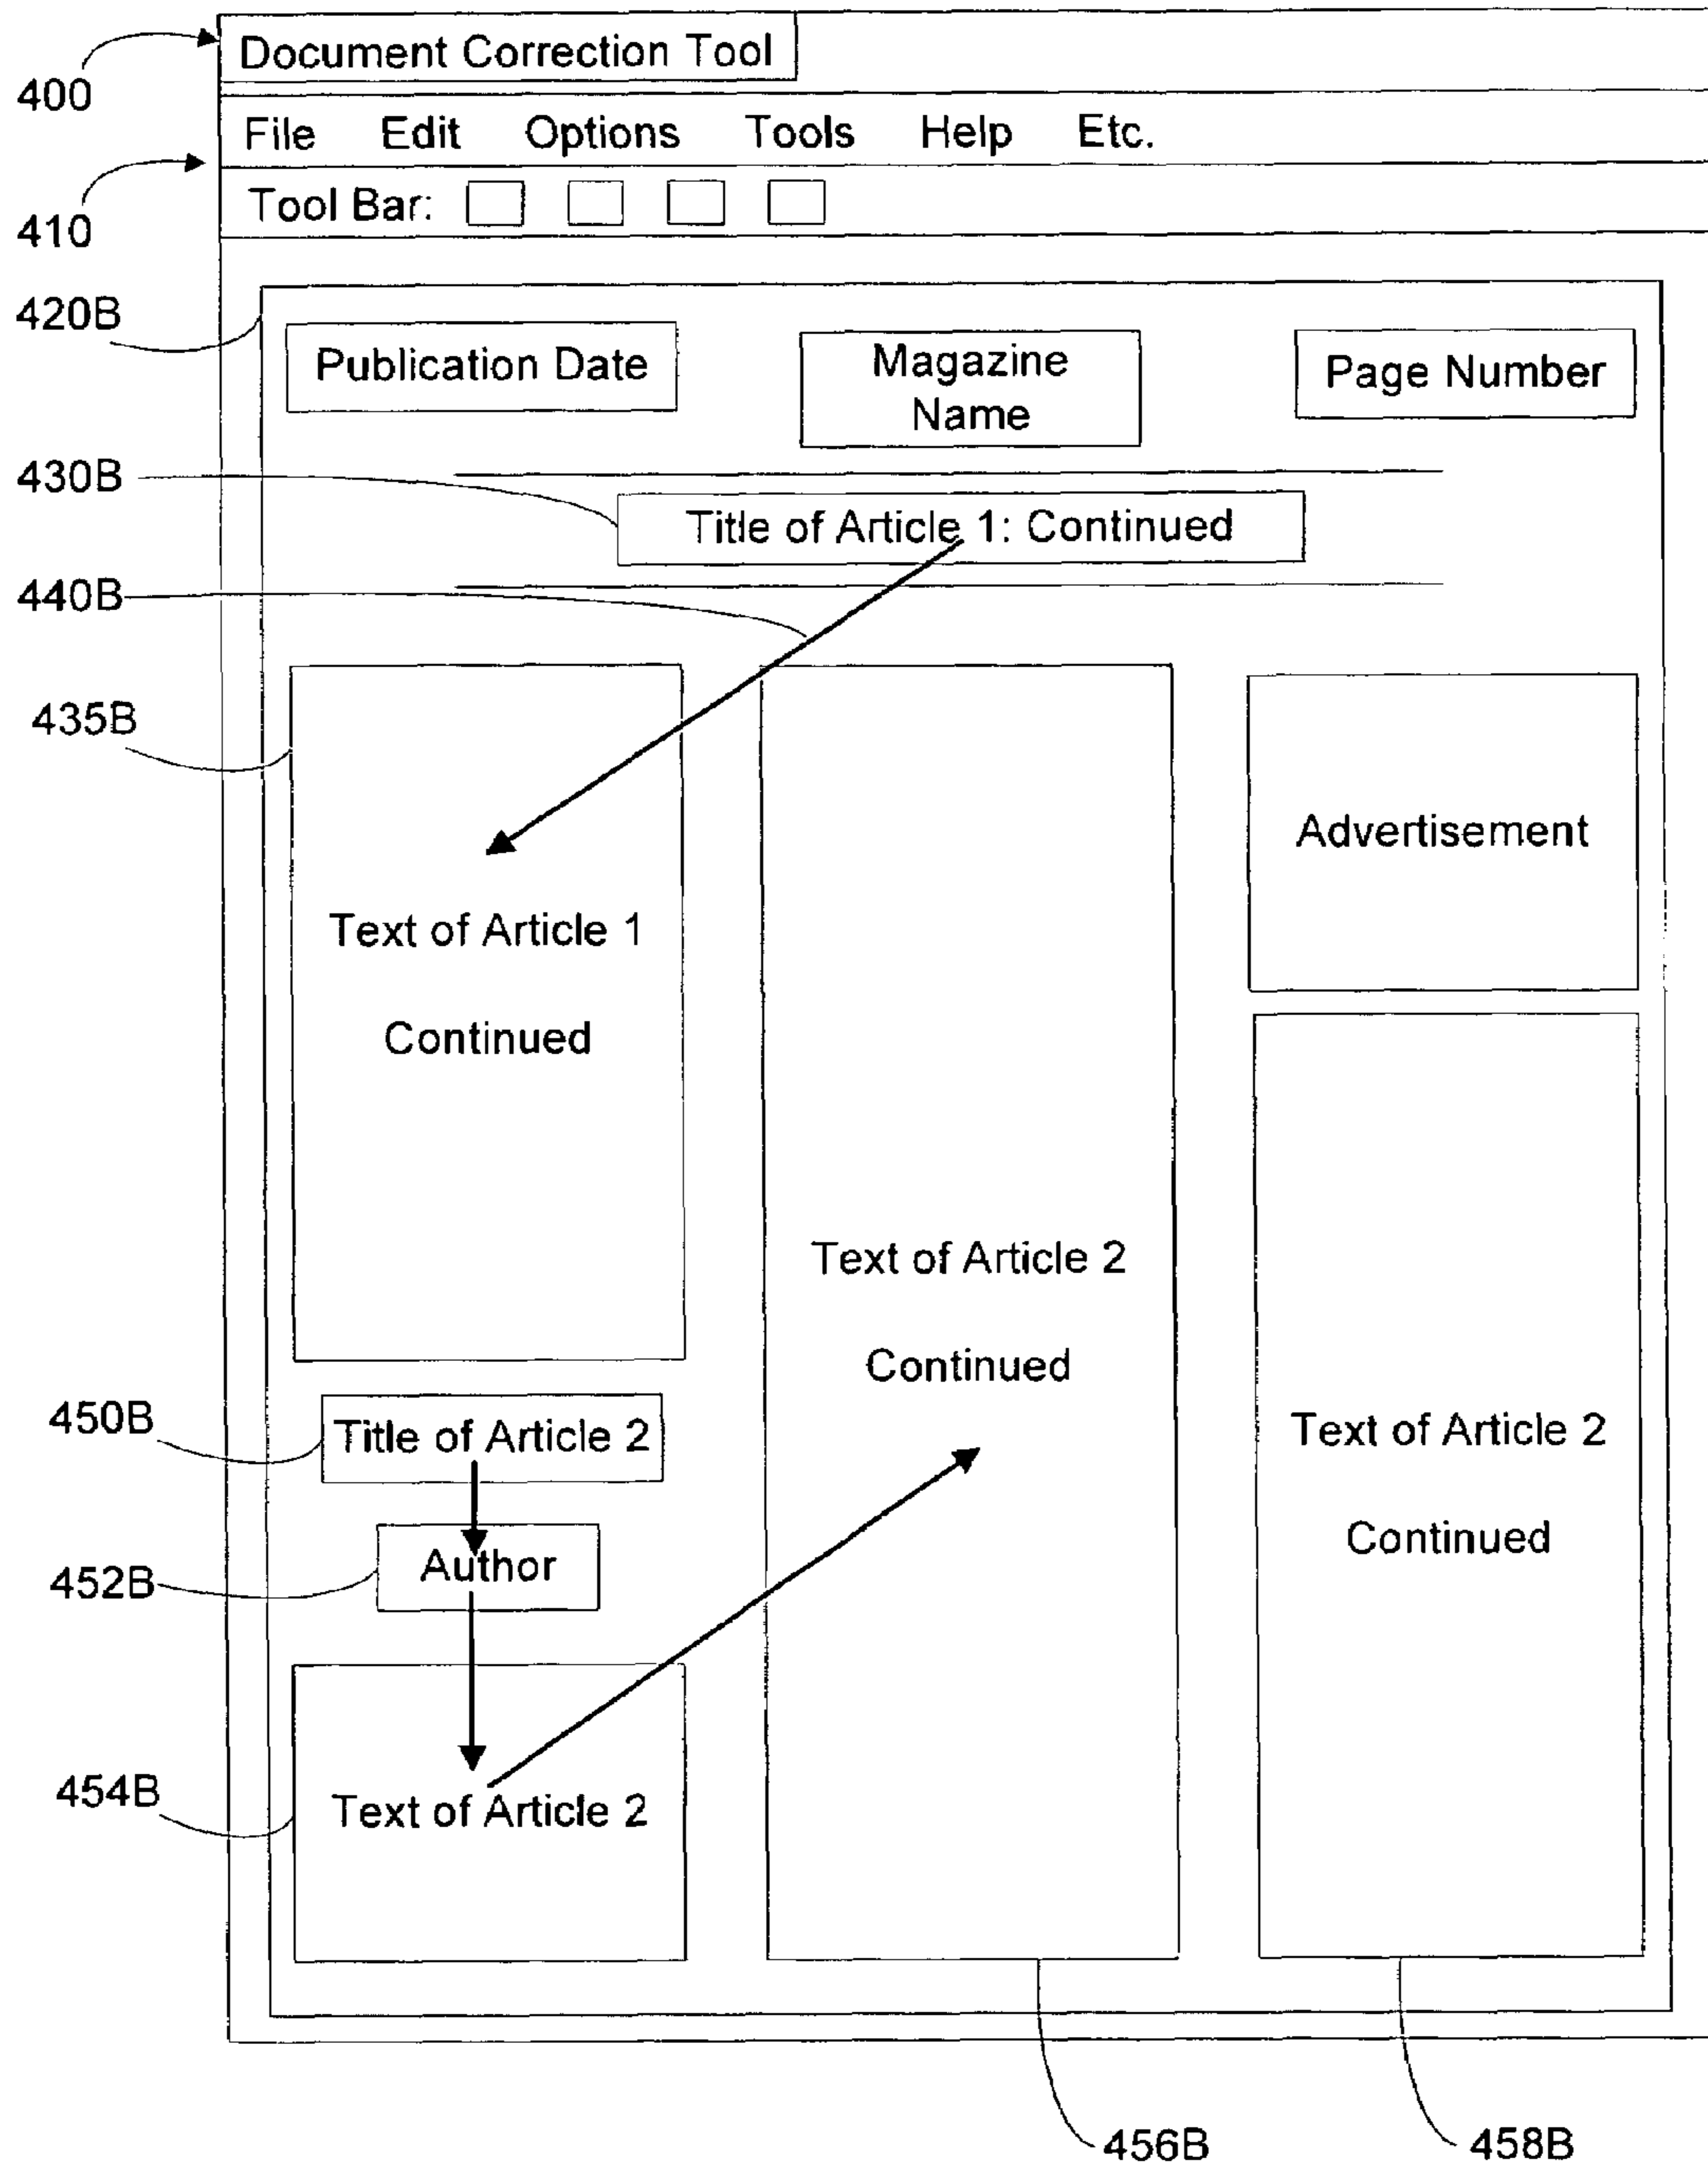 400
Document Correction Tool
File Edit Options Tools Help Etc.
410
Tool Bar:
420B
Publication Date
Magazine
Name
Page Number
430B
Title of Article 1: Continued
440B
435B
Text of Article 1
Continued
Advertisement
Text of Article 2
Continued
450B
Title of Article 2
452B
Author
454B
Text of Article 2
Text of Article 2
Continued
456B
458B